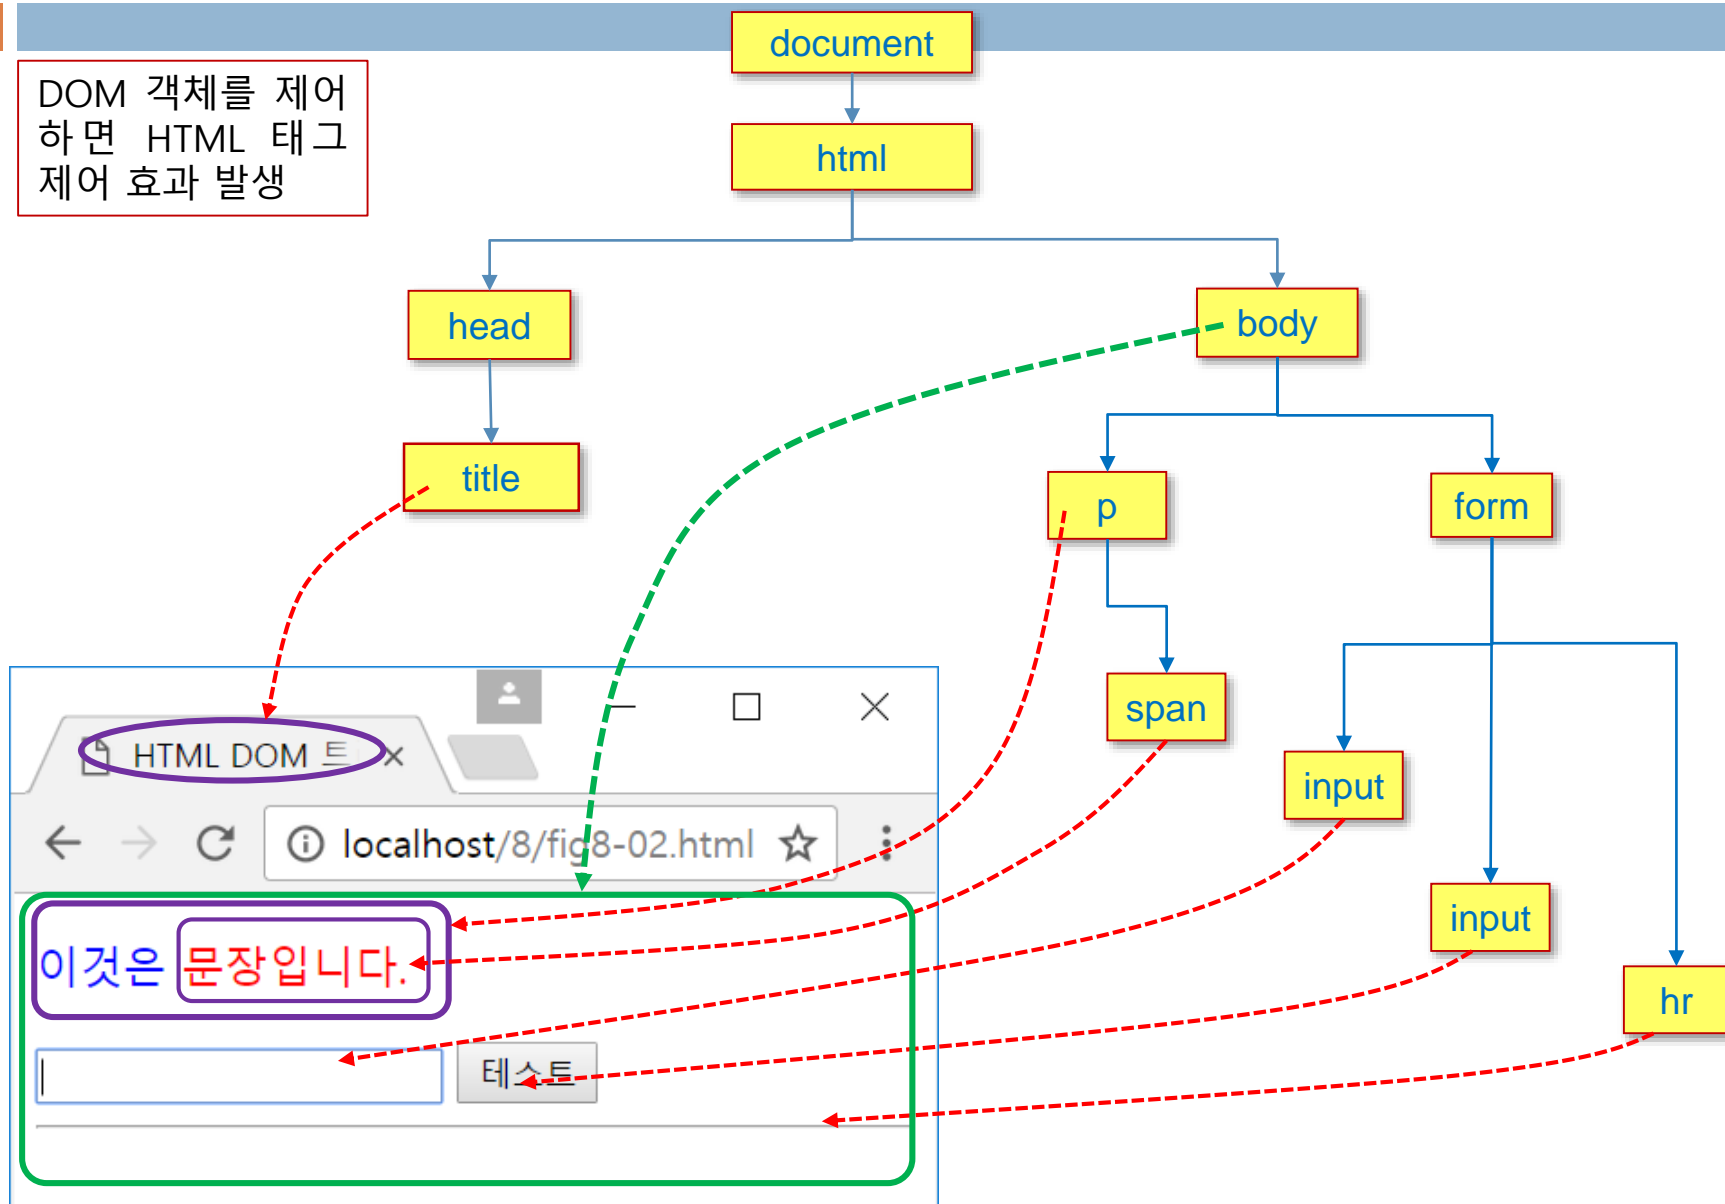 document
DOM 객체를 제어
하면 HTML 태그
제어 효과 발생
html
head
body
title
p
form
span
input
input
hr
HTML DOM 트
localhost/8/fig8-02.html
이것은 문장입니다.
테스트